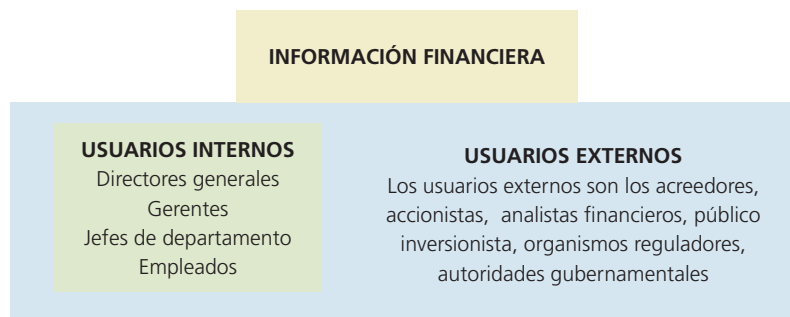 INFORMACIÓN FINANCIERA
USUARIOS INTERNOS
Directores generales
Gerentes
Jefes de departamento
Empleados
USUARIOS EXTERNOS
Los usuarios externos son los acreedores,
accionistas, analistas financieros, público
inversionista, organismos reguladores,
autoridades gubernamentales